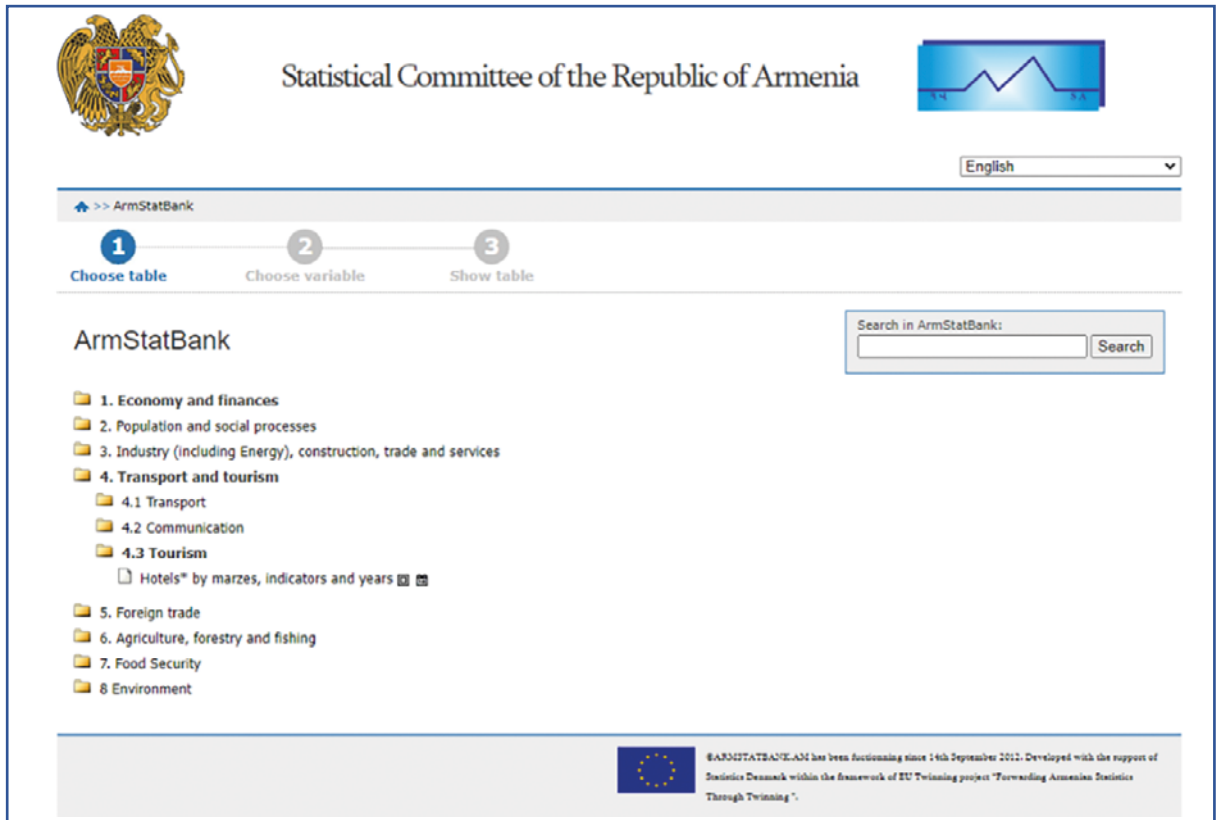 Statistical Committee of the Republic of Armenia
English
>> ArmStatBank
1 2 3
Choose table Choose variable Show table
ArmStatBank
Search in ArmStatBank:
Search
1. Economy and finances
2. Population and social processes
3. Industry (including Energy), construction, trade and services
4. Transport and tourism
4.1 Transport
4.2 Communication
4.3 Tourism
Hotels* by marzes, indicators and years
5. Foreign trade
6. Agriculture, forestry and fishing
7. Food Security
8 Environment
©ARMSTATBANK.AM has been functionning since 14th September 2012. Developed with the support of
Statistics Denmark within the framework of EU Twinning project "Forwarding Armenian Statistics
Through Twinning ".